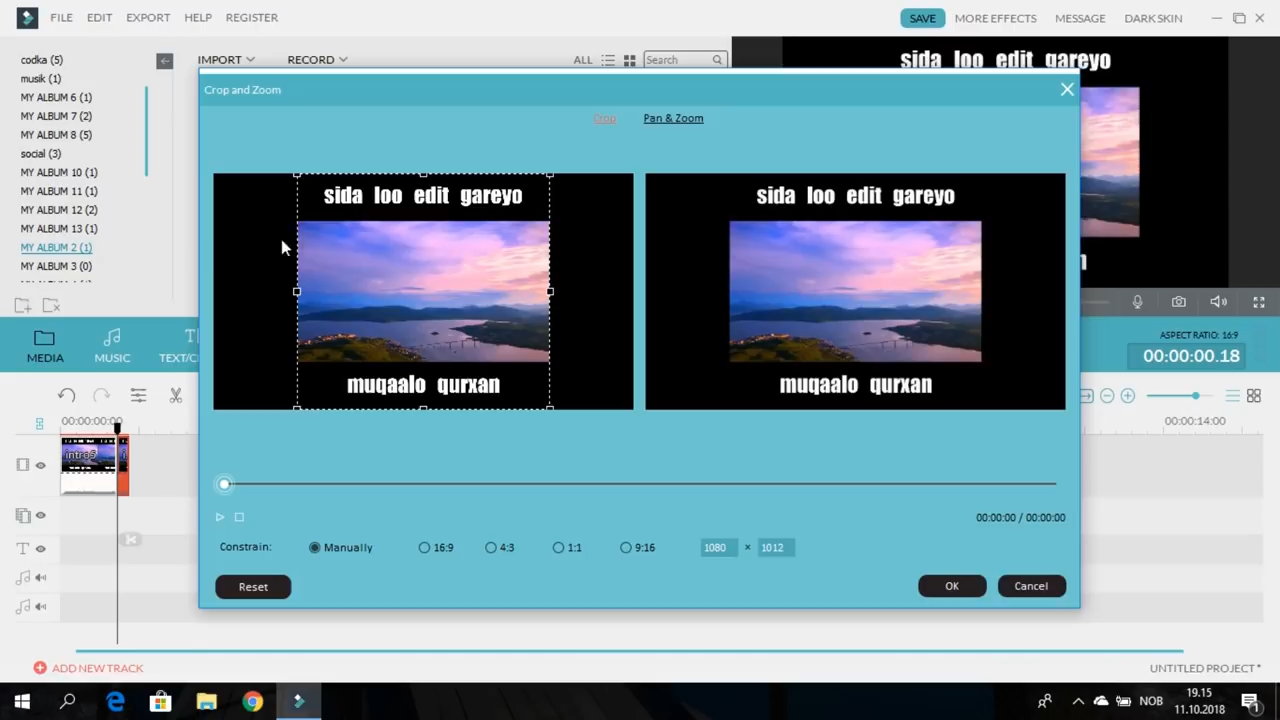 FILE EDIT EXPORT HELP REGISTER SAVE MORE EFFECTS MESSAGE DARK SKIN
codka (5)
musik (1)
MY ALBUM 6 (1)
MY ALBUM 7 (2)
MY ALBUM 8 (5)
social (3)
MY ALBUM 10 (1)
MY ALBUM 11 (1)
MY ALBUM 12 (2)
MY ALBUM 13 (1)
MY ALBUM 2 (1)
MY ALBUM 3 (0)
IMPORT RECORD ALL Search
sida loo edit gareyo
Crop and Zoom
Crop Pan & Zoom
sida loo edit gareyo
muqaalo qurxan
sida loo edit gareyo
muqaalo qurxan
00:00:00 / 00:00:00
Constrain: Manually 16:9 4:3 1:1 9:16 1080 × 1012
Reset OK Cancel
MEDIA MUSIC TEXT/C
ASPECT RATIO: 16:9
00:00:00.18
00:00:00:00 00:00:14:00
intro5
ADD NEW TRACK
UNTITLED PROJECT *
NOB
19.15
11.10.2018